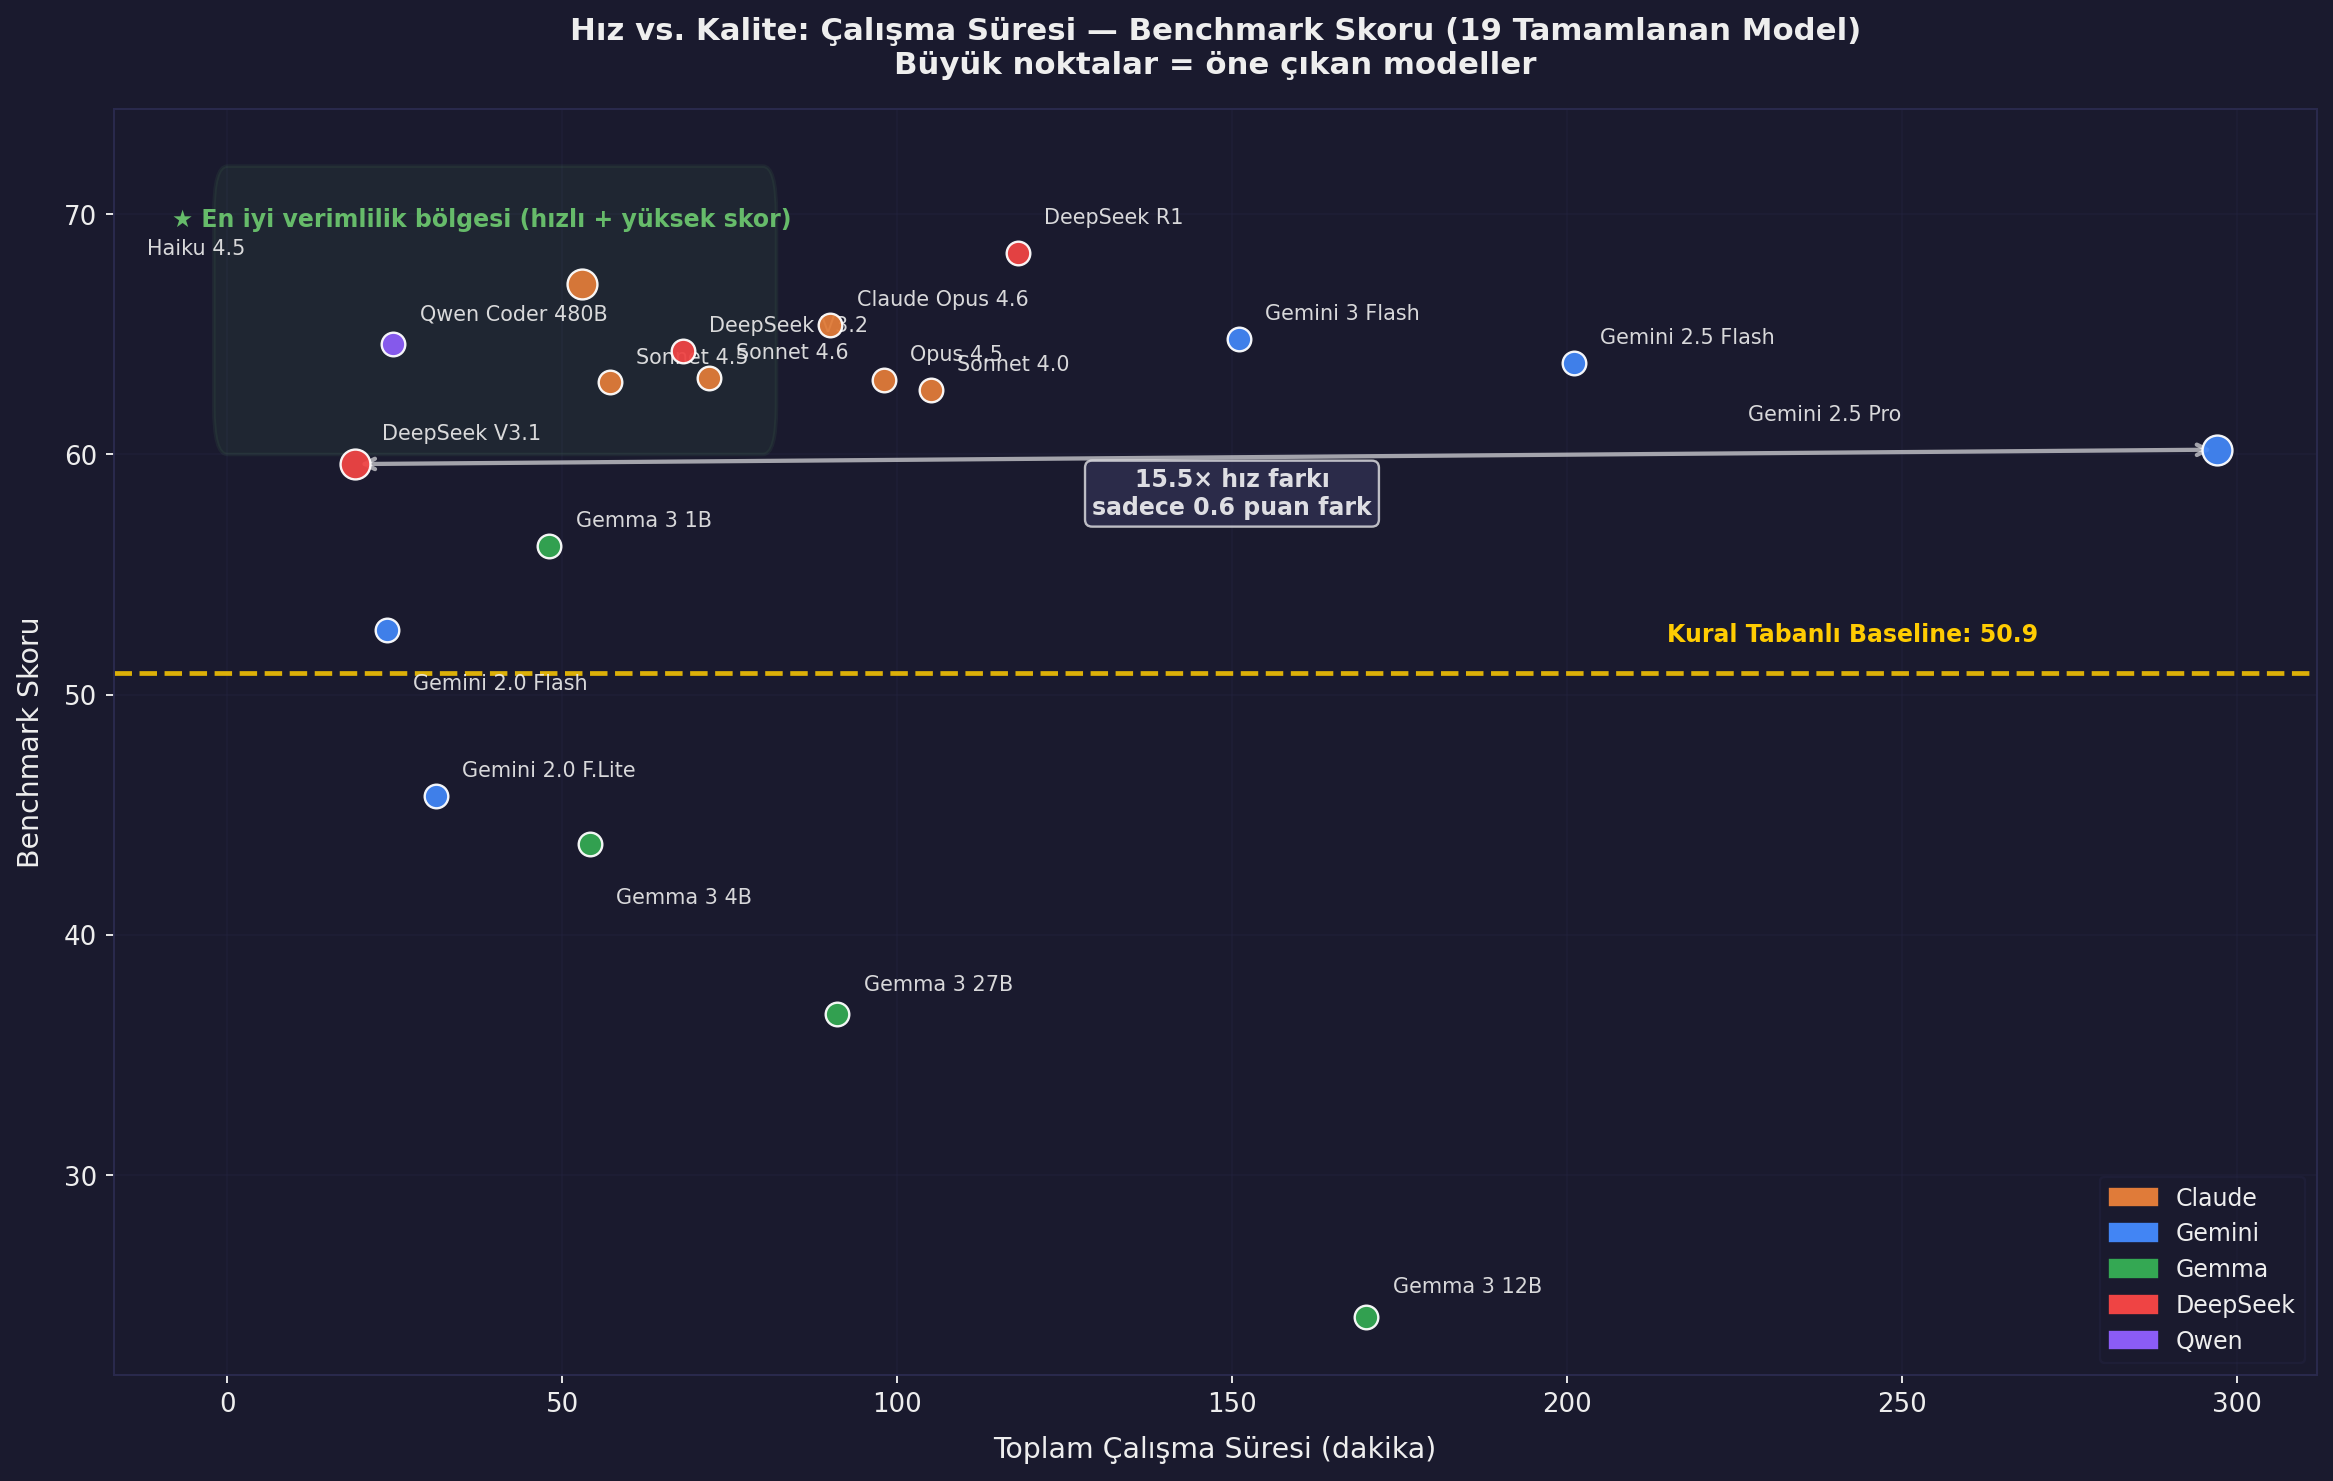 Hız vs. Kalite: Çalışma Süresi — Benchmark Skoru (19 Tamamlanan Model)
Büyük noktalar = öne çıkan modeller
★ En iyi verimlilik bölgesi (hızlı + yüksek skor)
Haiku 4.5
DeepSeek R1
Qwen Coder 480B
Claude Opus 4.6
Gemini 3 Flash
DeepSeek V3.2
Gemini 2.5 Flash
Sonnet 4.5
Sonnet 4.6
Opus 4.5
Sonnet 4.0
Gemini 2.5 Pro
DeepSeek V3.1
15.5× hız farkı
sadece 0.6 puan fark
Gemma 3 1B
Kural Tabanlı Baseline: 50.9
Gemini 2.0 Flash
Gemini 2.0 F.Lite
Gemma 3 4B
Gemma 3 27B
Gemma 3 12B
70
60
50
40
30
Benchmark Skoru
0
50
100
150
200
250
300
Toplam Çalışma Süresi (dakika)
Claude
Gemini
Gemma
DeepSeek
Qwen